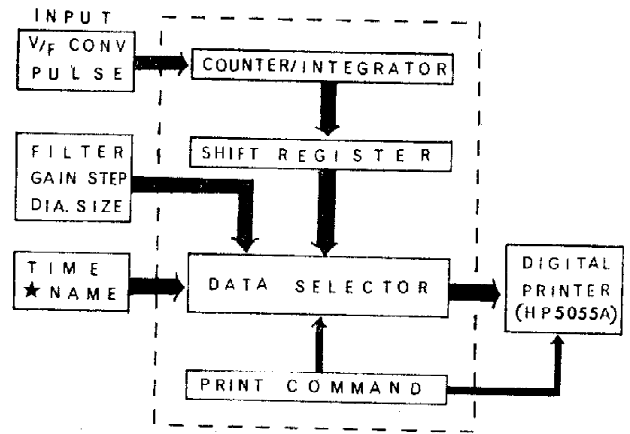 INPUT
V/F CONV
PULSE
COUNTER/INTEGRATOR
SHIFT REGISTER
FILTER
GAIN STEP
DIA. SIZE
TIME
★ NAME
DATA SELECTOR
DIGITAL
PRINTER
(HP5055A)
PRINT COMMAND